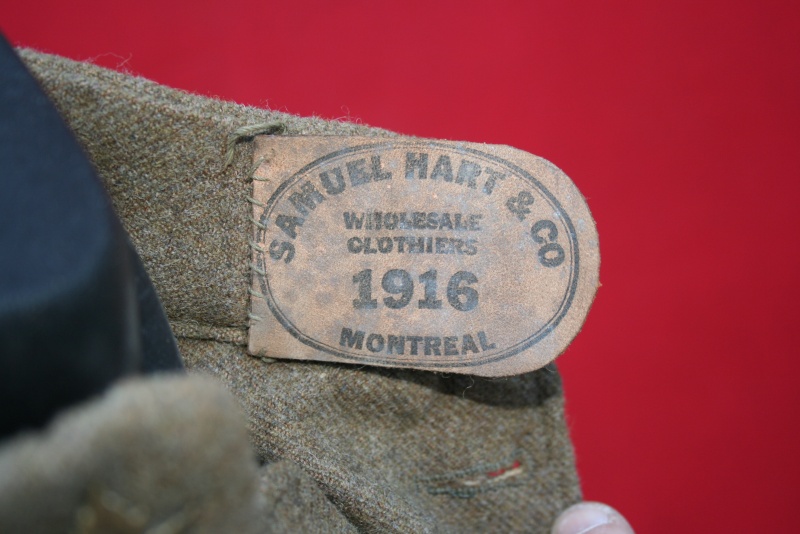 SAMUEL HART & CO
WHOLESALE
CLOTHIERS
1916
MONTREAL